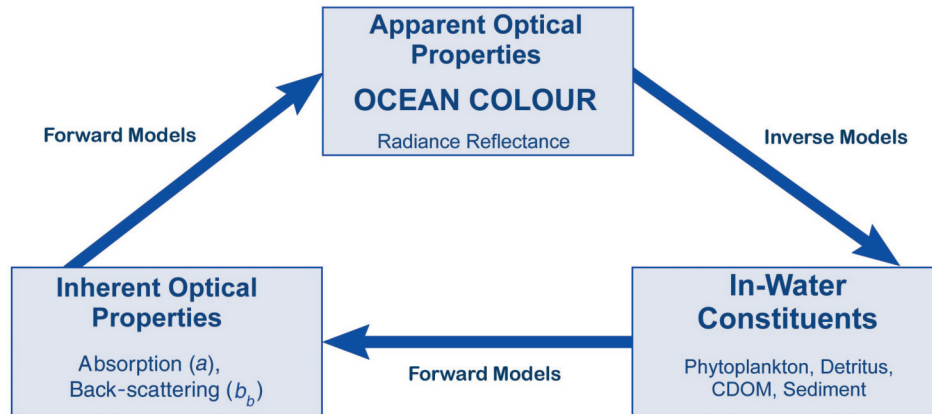 Apparent Optical
Properties
OCEAN COLOUR
Radiance Reflectance
Forward Models
Inverse Models
Inherent Optical
Properties
Absorption (a),
Back-scattering (b_b)
Forward Models
In-Water
Constituents
Phytoplankton, Detritus,
CDOM, Sediment